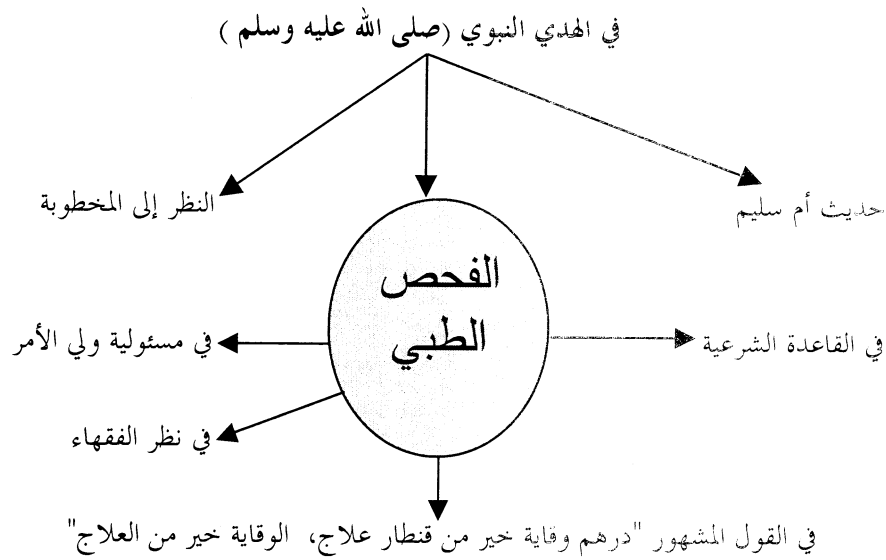 في الهدي النبوي (صلى الله عليه وسلم )
حديث أم سليم
النظر إلى المخطوبة
الفحص
الطبي
في القاعدة الشرعية
في مسئولية ولي الأمر
في نظر الفقهاء
في القول المشهور "درهم وقاية خير من قنطار علاج، الوقاية خير من العلاج"